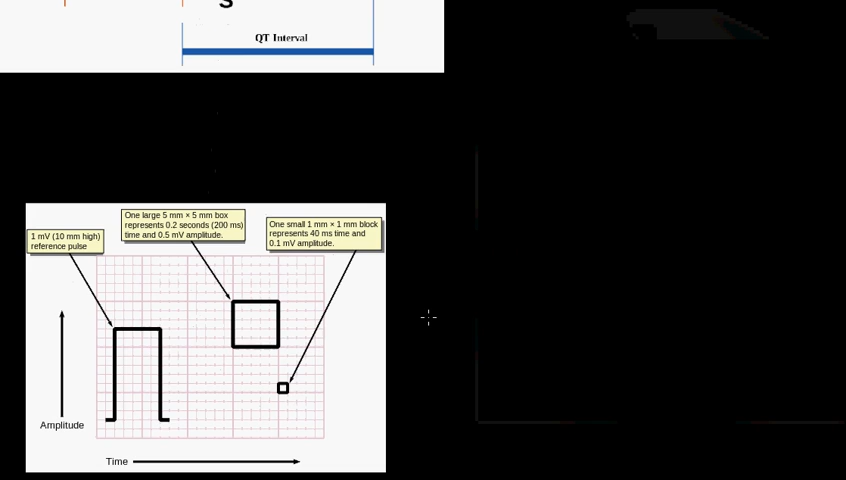 S
QT Interval
One large 5 mm × 5 mm box
represents 0.2 seconds (200 ms)
time and 0.5 mV amplitude.
One small 1 mm × 1 mm block
represents 40 ms time and
0.1 mV amplitude.
1 mV (10 mm high)
reference pulse
Amplitude
Time